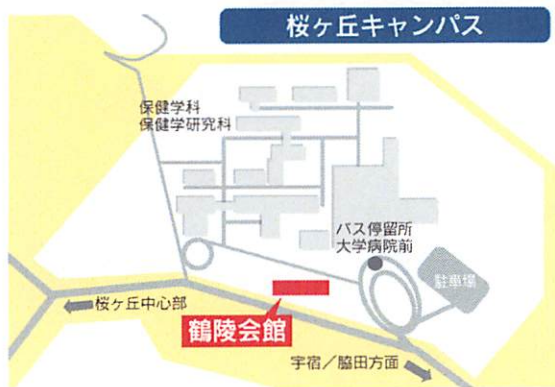 桜ヶ丘キャンパス
保健学科
保健学研究科
バス停留所
大学病院前
駐車場
桜ヶ丘中心部
鶴陵会館
宇宿／脇田方面